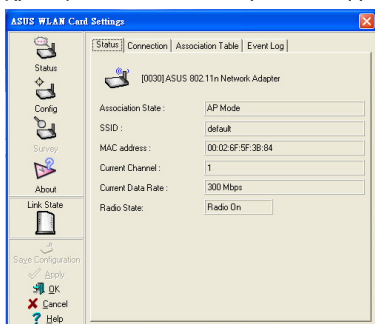 ASUS WLAN Card Settings
Status
Config
Survey
About
Link State
Save Configuration
Apply
OK
Cancel
Help
Status Connection Association Table Event Log
[0030] ASUS 802.11n Network Adapter
Association State : AP Mode
SSID : default
MAC address : 00:02:6F:5F:3B:84
Current Channel : 1
Current Data Rate : 300 Mbps
Radio State: Radio On